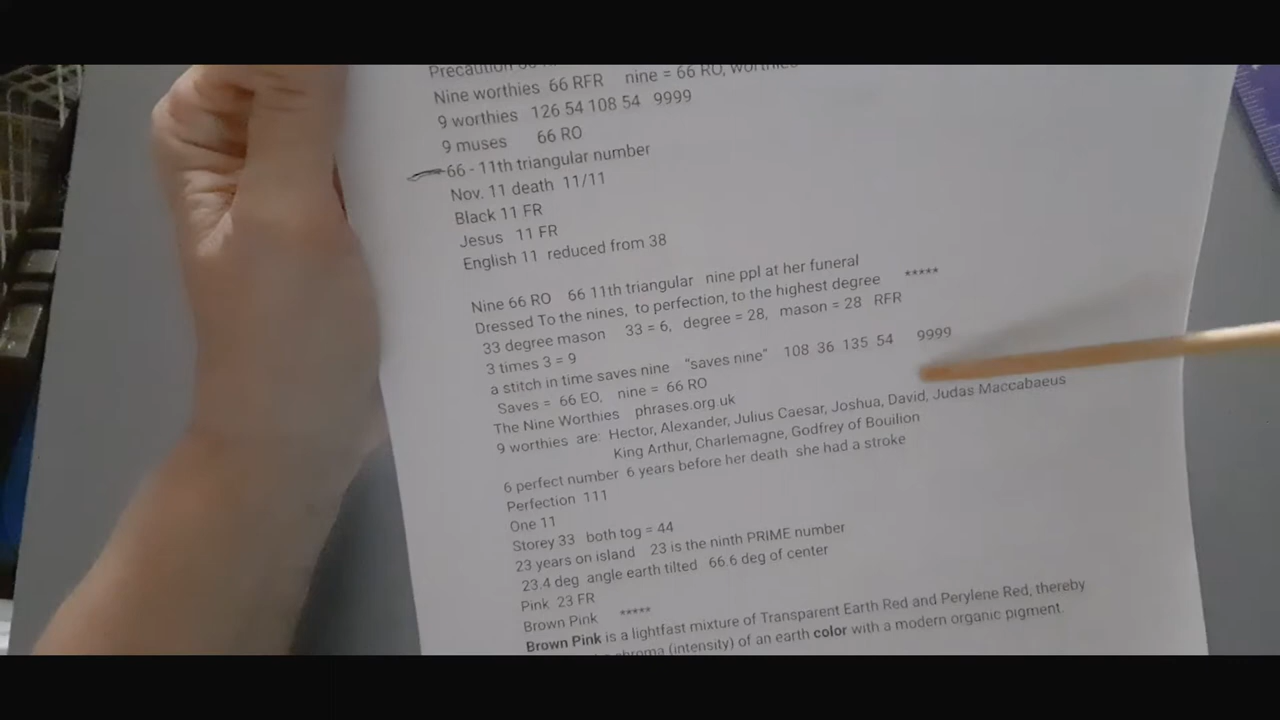 Precaution
Nine worthies 66 RFR nine = 66 RO, worthies
9 worthies 126 54 108 54 9999
9 muses 66 RO
66 - 11th triangular number
Nov. 11 death 11/11
Black 11 FR
Jesus 11 FR
English 11 reduced from 38
Nine 66 RO 66 11th triangular nine ppl at her funeral
Dressed To the nines, to perfection, to the highest degree *****
33 degree mason 33 = 6, degree = 28, mason = 28 RFR
3 times 3 = 9
a stitch in time saves nine "saves nine" 108 36 135 54 9999
Saves = 66 EO, nine = 66 RO
The Nine Worthies phrases.org.uk
9 worthies are: Hector, Alexander, Julius Caesar, Joshua, David, Judas Maccabaeus
King Arthur, Charlemagne, Godfrey of Bouilion
6 perfect number 6 years before her death she had a stroke
Perfection 111
One 11
Storey 33 both tog = 44
23 years on island 23 is the ninth PRIME number
23.4 deg angle earth tilted 66.6 deg of center
Pink 23 FR
Brown Pink *****
Brown Pink is a lightfast mixture of Transparent Earth Red and Perylene Red, thereby
chroma (intensity) of an earth color with a modern organic pigment.